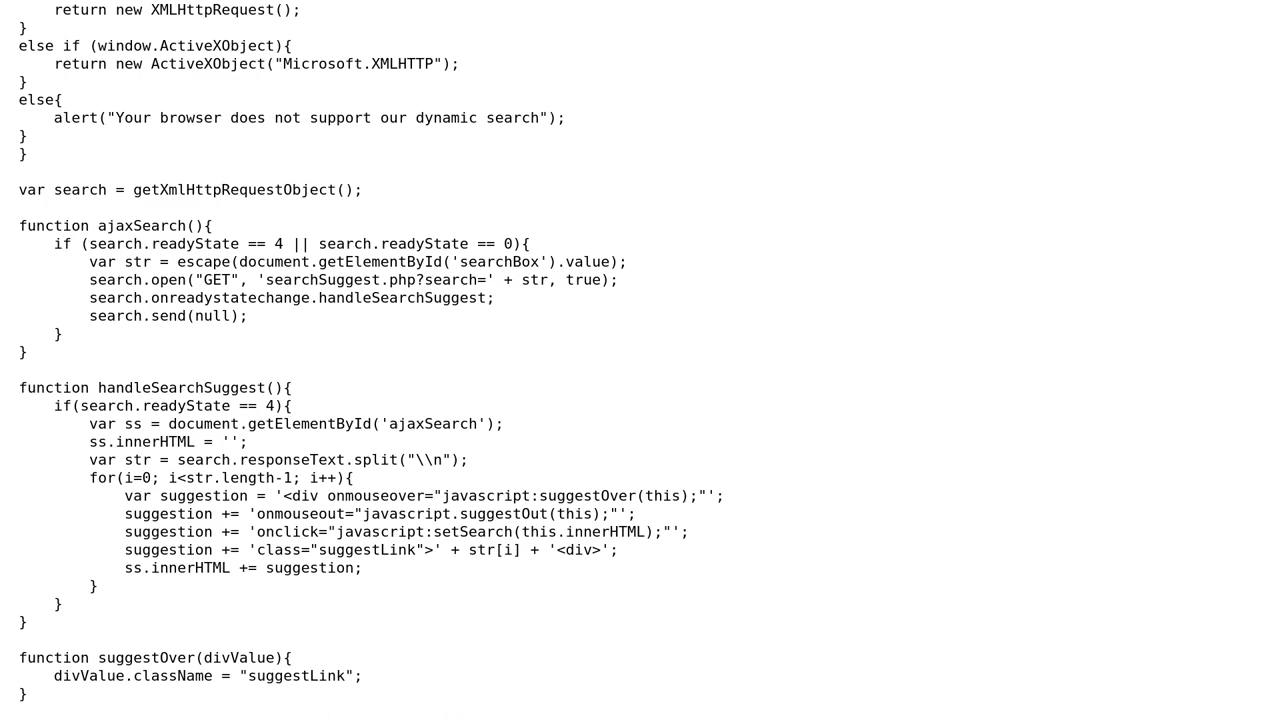 return new XMLHttpRequest();
}
else if (window.ActiveXObject){
    return new ActiveXObject("Microsoft.XMLHTTP");
}
else{
    alert("Your browser does not support our dynamic search");
}
}

var search = getXmlHttpRequestObject();

function ajaxSearch(){
    if (search.readyState == 4 || search.readyState == 0){
        var str = escape(document.getElementById('searchBox').value);
        search.open("GET", 'searchSuggest.php?search=' + str, true);
        search.onreadystatechange.handleSearchSuggest;
        search.send(null);
    }
}

function handleSearchSuggest(){
    if(search.readyState == 4){
        var ss = document.getElementById('ajaxSearch');
        ss.innerHTML = '';
        var str = search.responseText.split("\\n");
        for(i=0; i<str.length-1; i++){
            var suggestion = '<div onmouseover="javascript:suggestOver(this);"';
            suggestion += 'onmouseout="javascript.suggestOut(this);"';
            suggestion += 'onclick="javascript:setSearch(this.innerHTML);"';
            suggestion += 'class="suggestLink">' + str[i] + '<div>';
            ss.innerHTML += suggestion;
        }
    }
}

function suggestOver(divValue){
    divValue.className = "suggestLink";
}